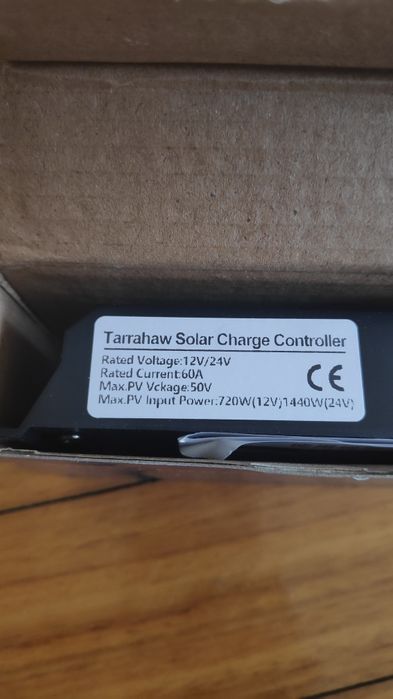 Tarrahaw Solar Charge Controller
Rated Voltage:12V/24V
Rated Current:60A
Max.PV Vckage:50V
Max.PV Input Power:720W(12V)1440W(24V)
CE